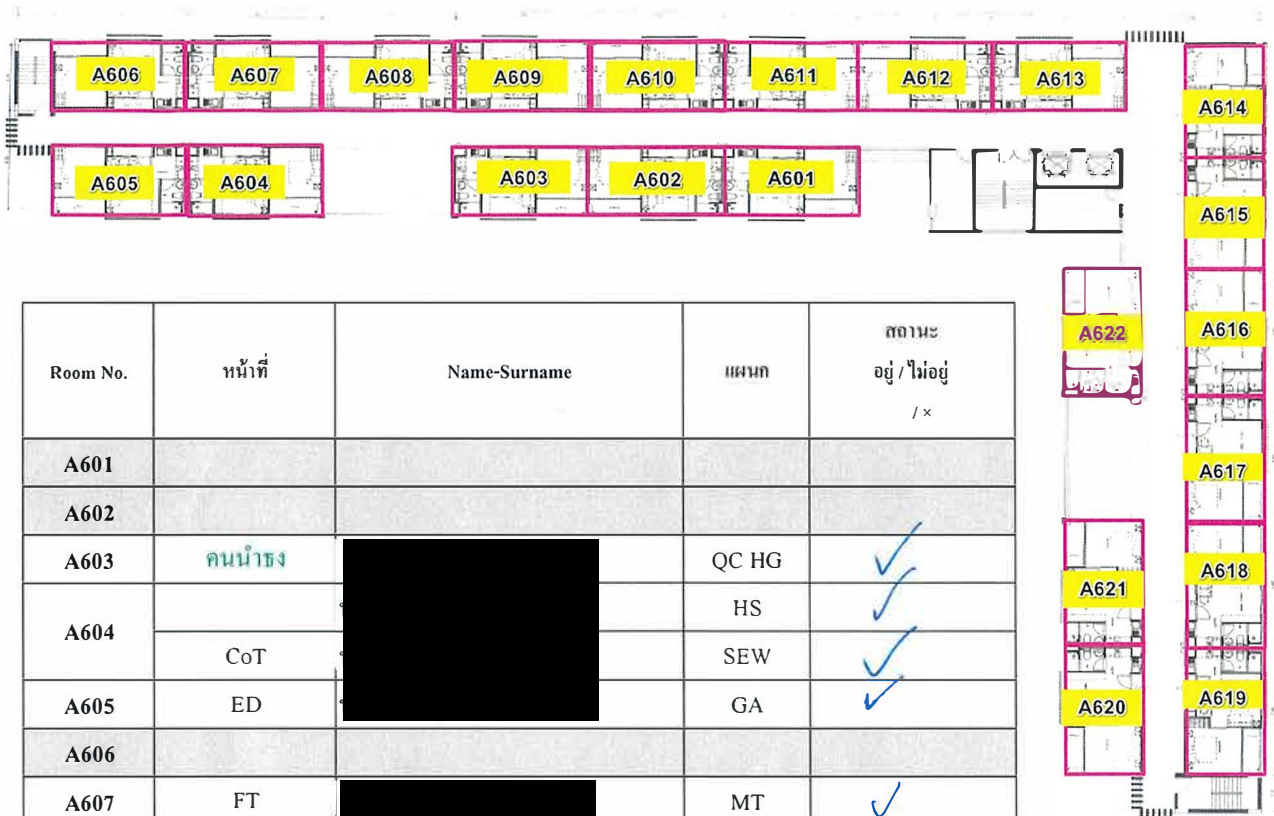 A606 A607 A608 A609 A610 A611 A612 A613
A614
A605 A604 A603 A602 A601
A615
A622 A616
A617
A618
A621
A619
A620
Room No. หน้าที่ Name-Surname แผนก สถานะ
อยู่ / ไม่อยู่
/ ×
A601
A602
A603 คนนำธง QC HG ✓
A604 HS ✓
CoT SEW ✓
A605 ED GA ✓
A606
A607 FT MT ✓